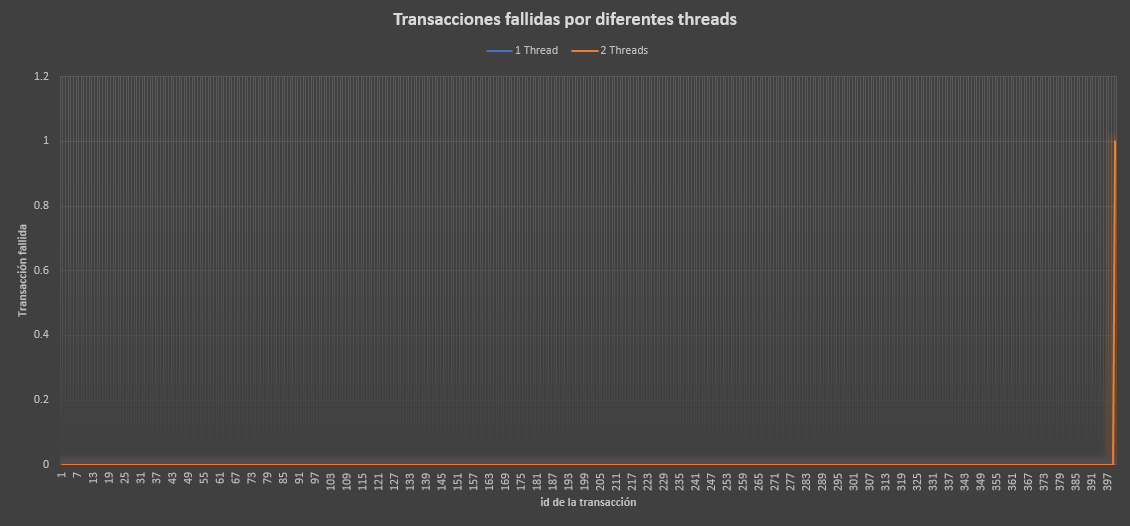 Transacciones fallidas por diferentes threads
1 Thread 2 Threads
1.2
1
0.8
0.6
0.4
0.2
0
Transacción fallida
1 7 13 19 25 31 37 43 49 55 61 67 73 79 85 91 97 103 109 115 121 127 133 139 145 151 157 163 169 175 181 187 193 199 205 211 217 223 229 235 241 247 253 259 265 271 277 283 289 295 301 307 313 319 325 331 337 343 349 355 361 367 373 379 385 391 397
id de la transacción